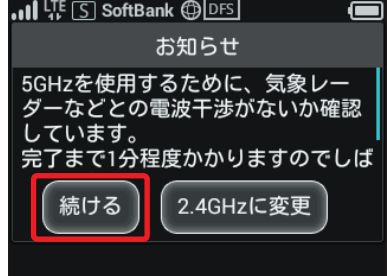 LTE S SoftBank DFS
お知らせ
5GHzを使用するために、気象レー
ダーなどとの電波干渉がないか確認
しています。
完了まで1分程度かかりますのでしば
続ける 2.4GHzに変更